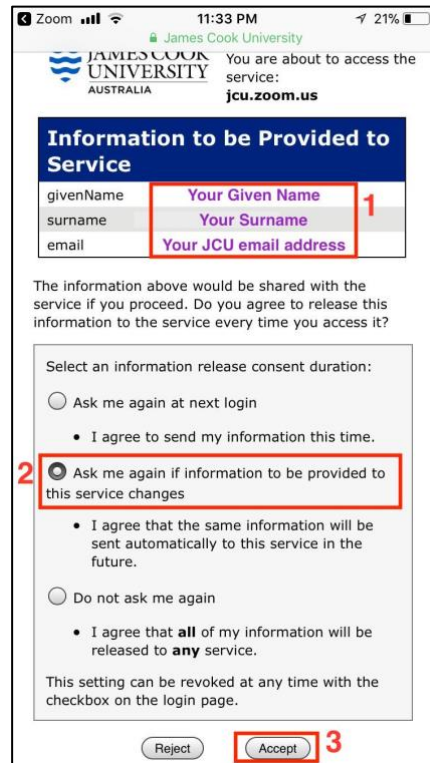 Zoom 11:33 PM 21%
James Cook University
JAMES COOK
UNIVERSITY
AUSTRALIA
You are about to access the
service:
jcu.zoom.us
Information to be Provided to
Service
givenName Your Given Name
surname Your Surname
email Your JCU email address
1
The information above would be shared with the
service if you proceed. Do you agree to release this
information to the service every time you access it?
Select an information release consent duration:
Ask me again at next login
• I agree to send my information this time.
2 Ask me again if information to be provided to
this service changes
• I agree that the same information will be
sent automatically to this service in the
future.
Do not ask me again
• I agree that all of my information will be
released to any service.
This setting can be revoked at any time with the
checkbox on the login page.
Reject Accept 3